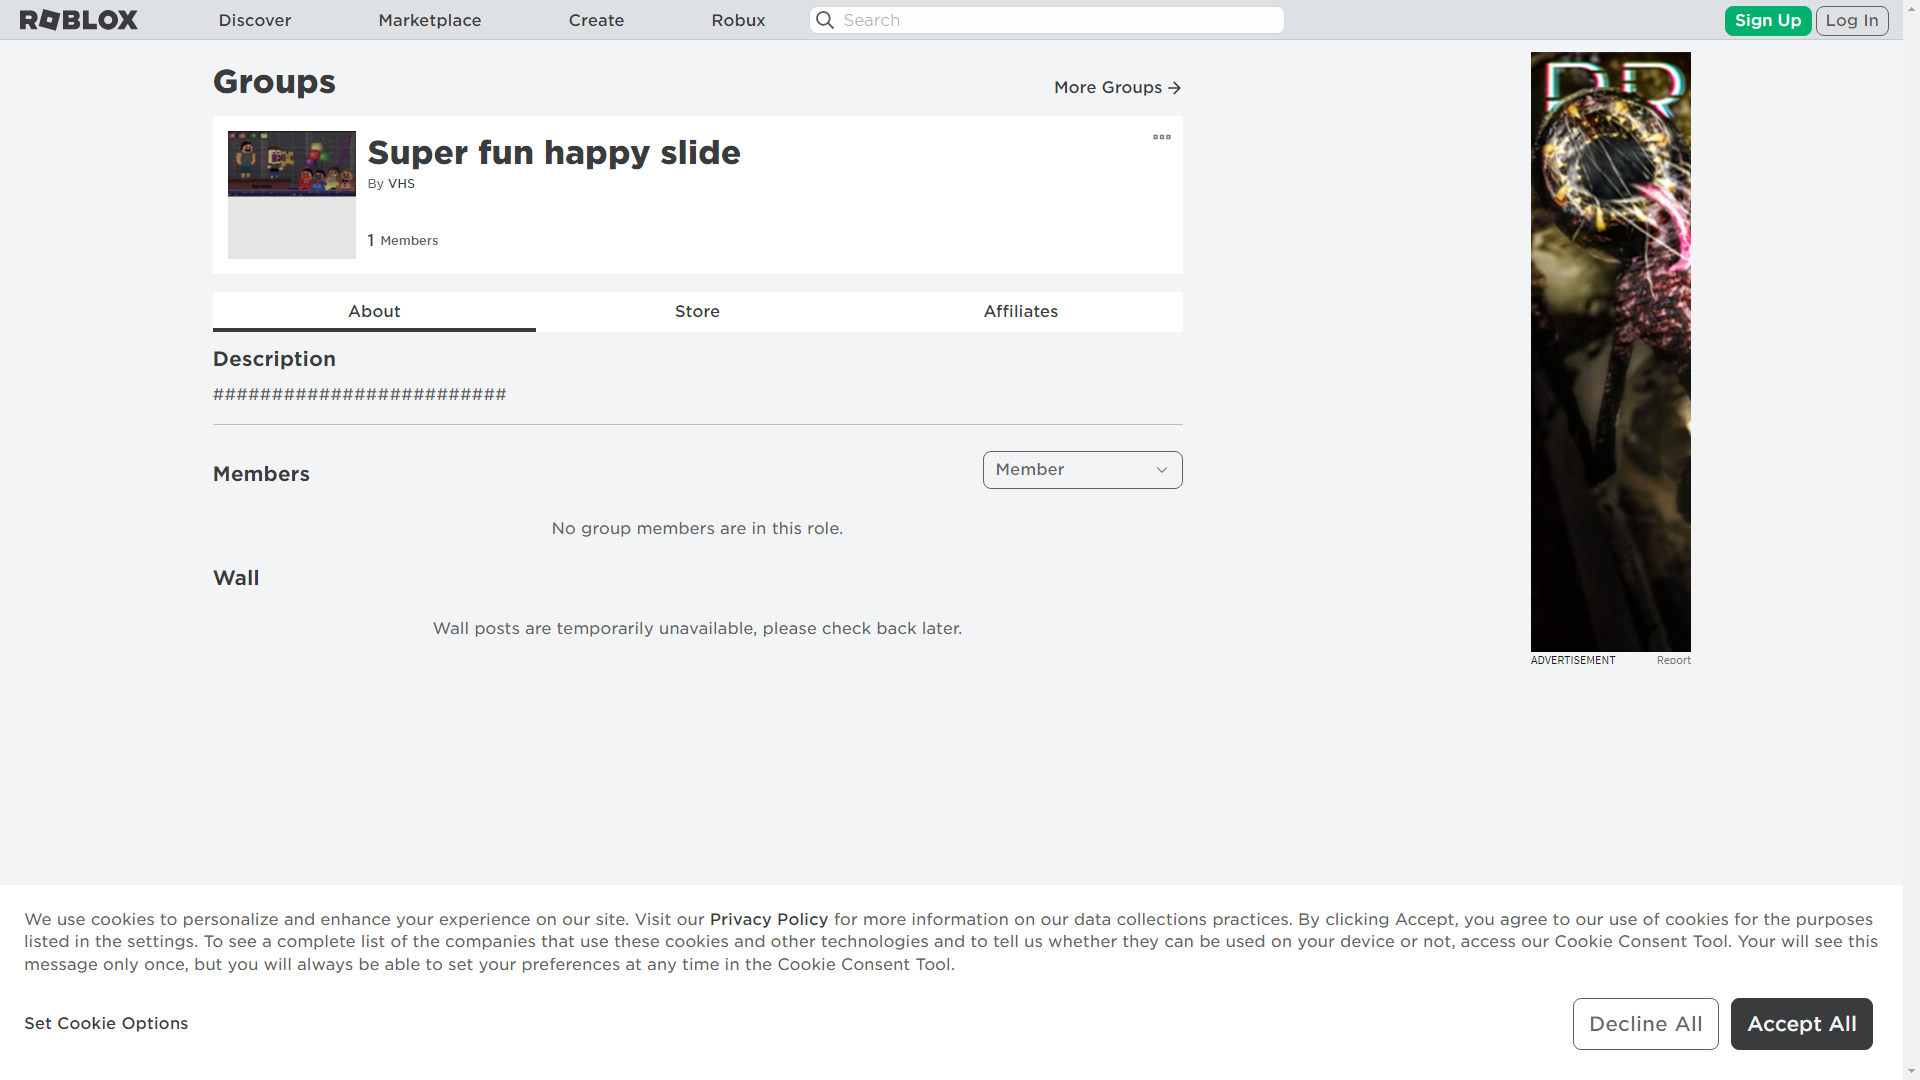 ROBLOX Discover Marketplace Create Robux Search Sign Up Log In
Groups
More Groups
Super fun happy slide
By VHS
1 Members
About Store Affiliates
Description
#########################
Members
Member
No group members are in this role.
Wall
Wall posts are temporarily unavailable, please check back later.
ADVERTISEMENT Report
We use cookies to personalize and enhance your experience on our site. Visit our Privacy Policy for more information on our data collections practices. By clicking Accept, you agree to our use of cookies for the purposes
listed in the settings. To see a complete list of the companies that use these cookies and other technologies and to tell us whether they can be used on your device or not, access our Cookie Consent Tool. Your will see this
message only once, but you will always be able to set your preferences at any time in the Cookie Consent Tool.
Set Cookie Options
Decline All Accept All